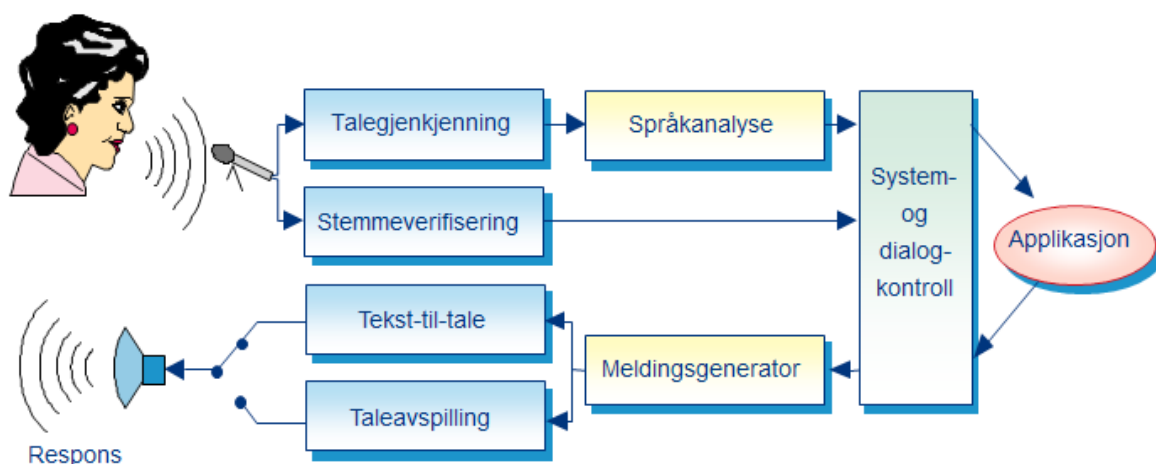 Talegjenkjenning
Språkanalyse
Stemmeverifisering
System-
og
dialog-
kontroll
Applikasjon
Tekst-til-tale
Meldingsgenerator
Taleavspilling
Respons